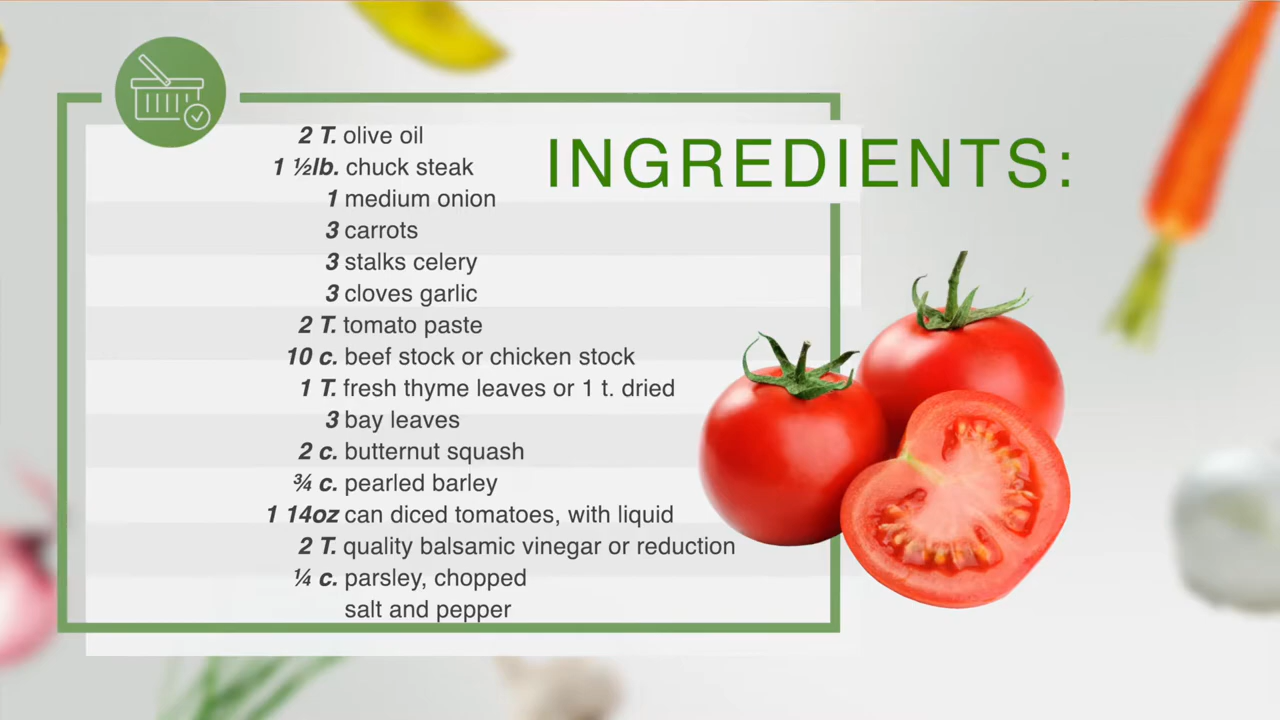 INGREDIENTS:
2 T. olive oil
1 ½lb. chuck steak
1 medium onion
3 carrots
3 stalks celery
3 cloves garlic
2 T. tomato paste
10 c. beef stock or chicken stock
1 T. fresh thyme leaves or 1 t. dried
3 bay leaves
2 c. butternut squash
¾ c. pearled barley
1 14oz can diced tomatoes, with liquid
2 T. quality balsamic vinegar or reduction
¼ c. parsley, chopped
salt and pepper